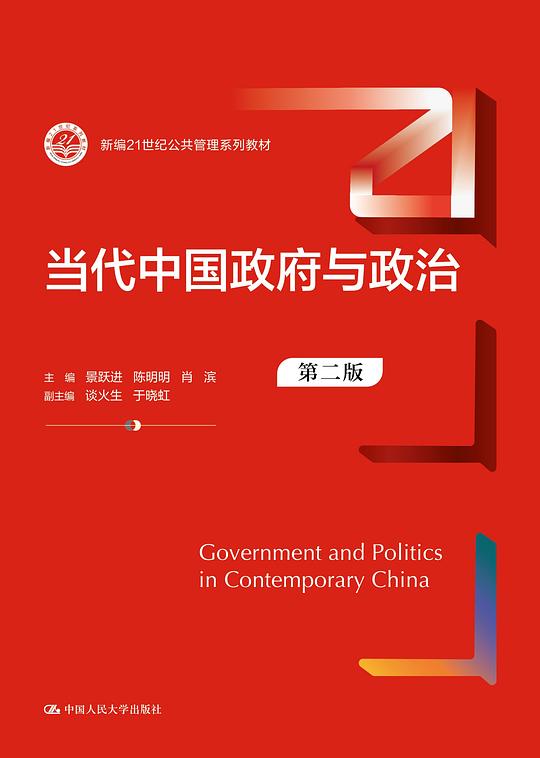 新编21世纪公共管理系列教材
21
当代中国政府与政治
主 编 景跃进 陈明明 肖 滨
副主编 谈火生 于晓虹
第二版
Government and Politics
in Contemporary China
中国人民大学出版社